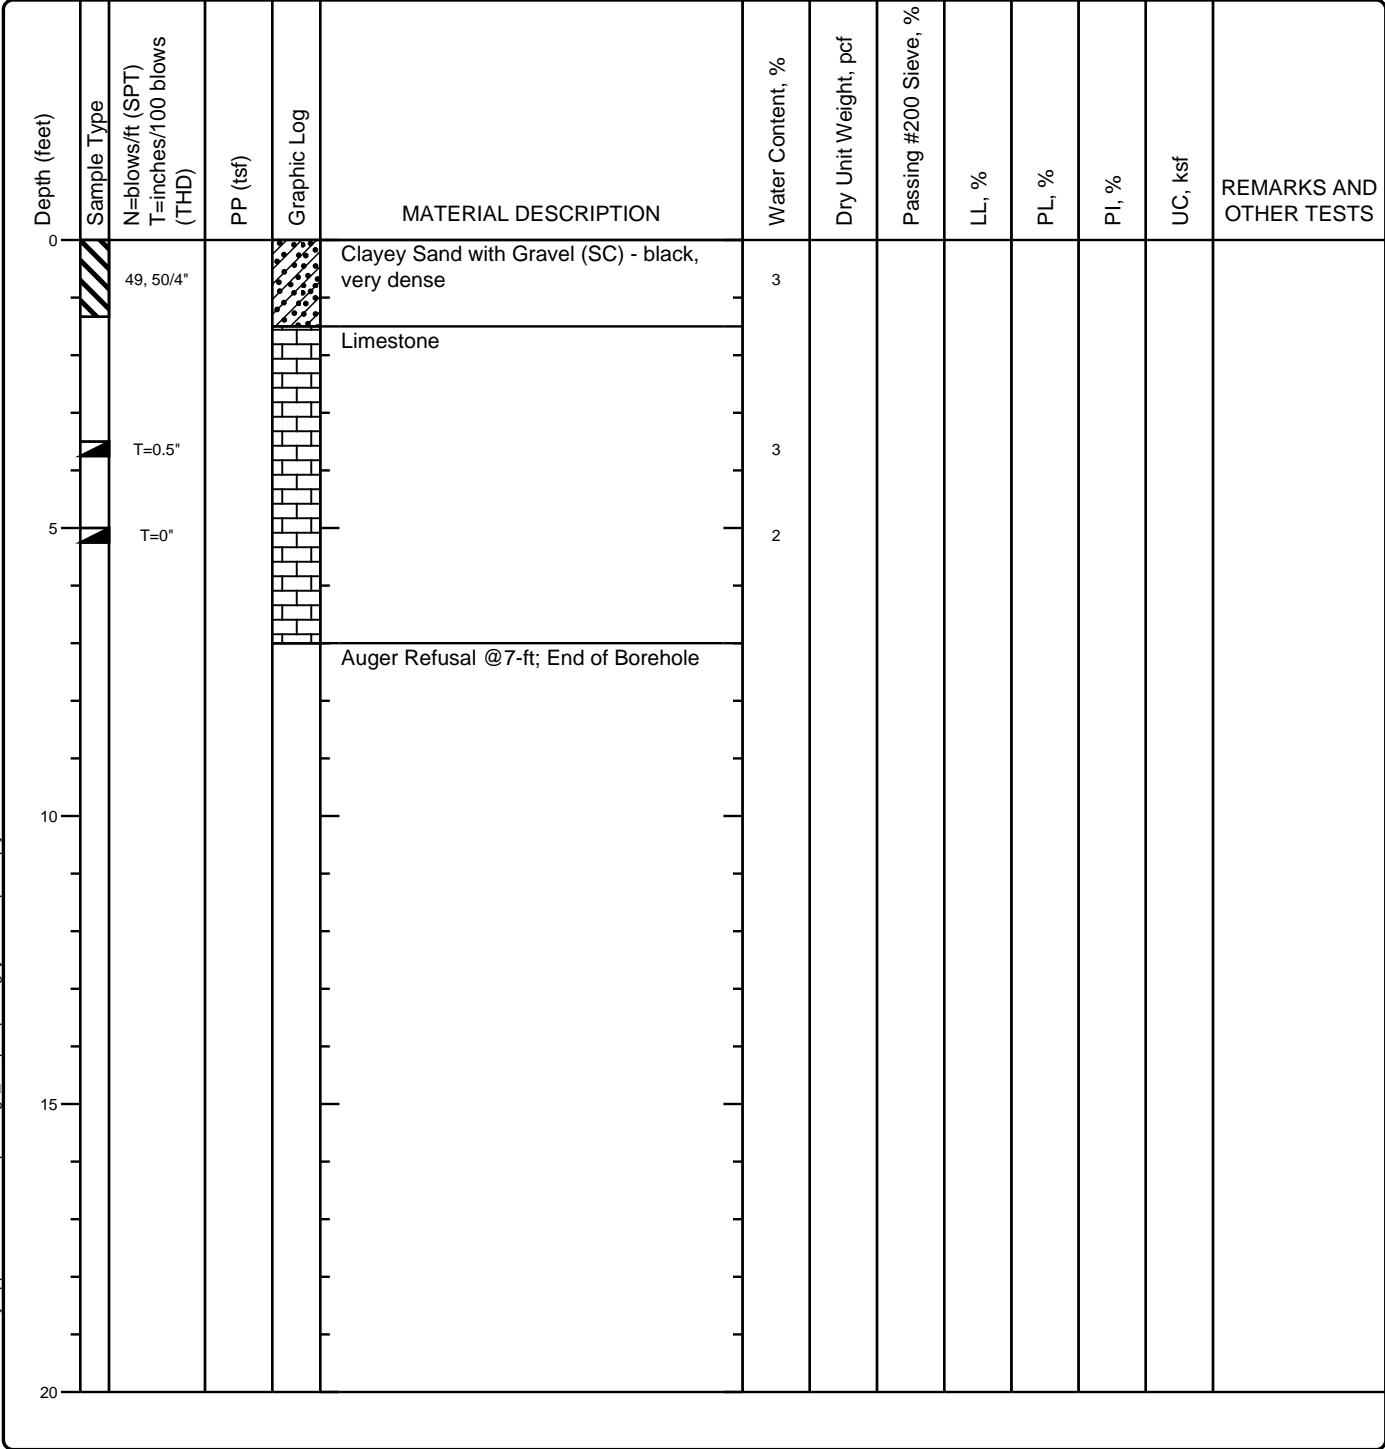 Depth (feet)
Sample Type
N=blows/ft (SPT)
T=inches/100 blows
(THD)
PP (tsf)
Graphic Log
MATERIAL DESCRIPTION
Water Content, %
Dry Unit Weight, pcf
Passing #200 Sieve, %
LL, %
PL, %
PI, %
UC, ksf
REMARKS AND
OTHER TESTS
0
Clayey Sand with Gravel (SC) - black,
very dense
49, 50/4"
3
Limestone
T=0.5"
3
5
T=0"
2
Auger Refusal @7-ft; End of Borehole
10
15
20